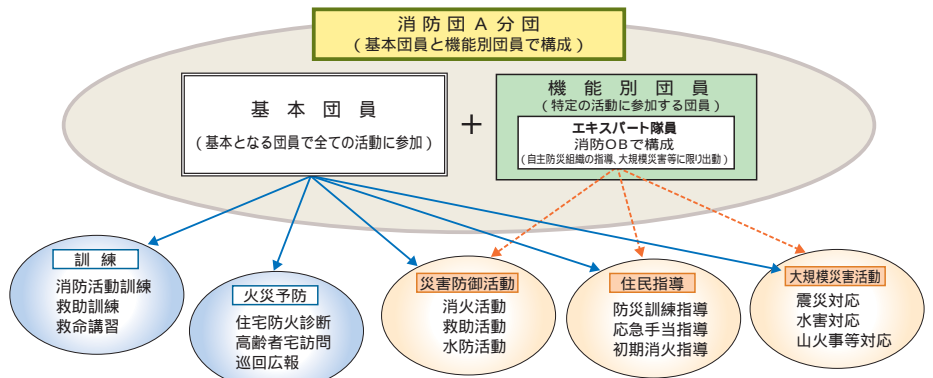 消防団A分団
(基本団員と機能別団員で構成)
基本団員
(基本となる団員で全ての活動に参加)
+
機能別団員
(特定の活動に参加する団員)
エキスパート隊員
消防OBで構成
(自主防災組織の指導、大規模災害等に限り出動)
訓練
消防活動訓練
救助訓練
救命講習
火災予防
住宅防火診断
高齢者宅訪問
巡回広報
災害防御活動
消火活動
救助活動
水防活動
住民指導
防災訓練指導
応急手当指導
初期消火指導
大規模災害活動
震災対応
水害対応
山火事等対応